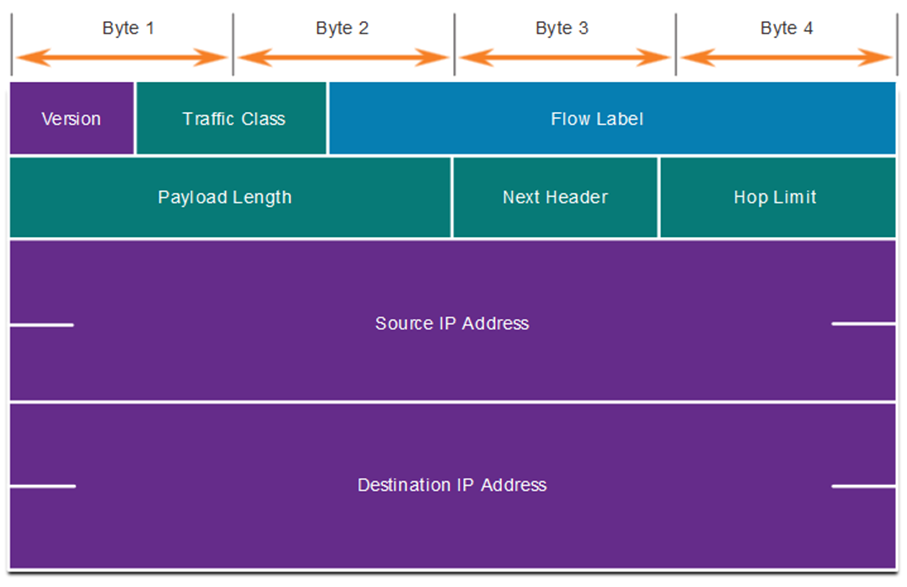 Byte 1 Byte 2 Byte 3 Byte 4
Version Traffic Class Flow Label
Payload Length Next Header Hop Limit
Source IP Address
Destination IP Address